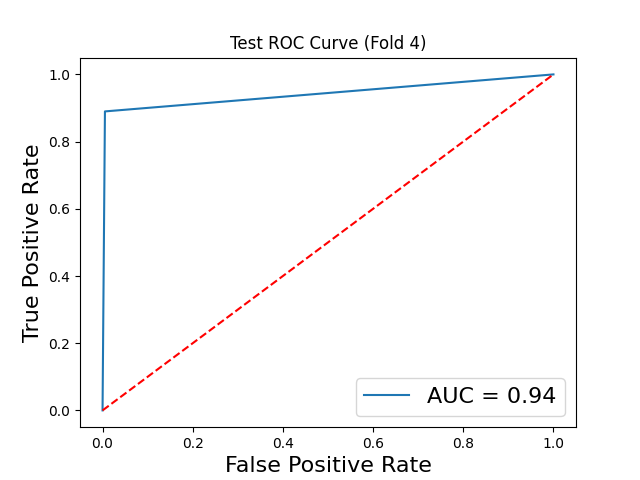 Test ROC Curve (Fold 4)
1.0
0.8
0.6
0.4
0.2
0.0
True Positive Rate
AUC = 0.94
0.0 0.2 0.4 0.6 0.8 1.0
False Positive Rate